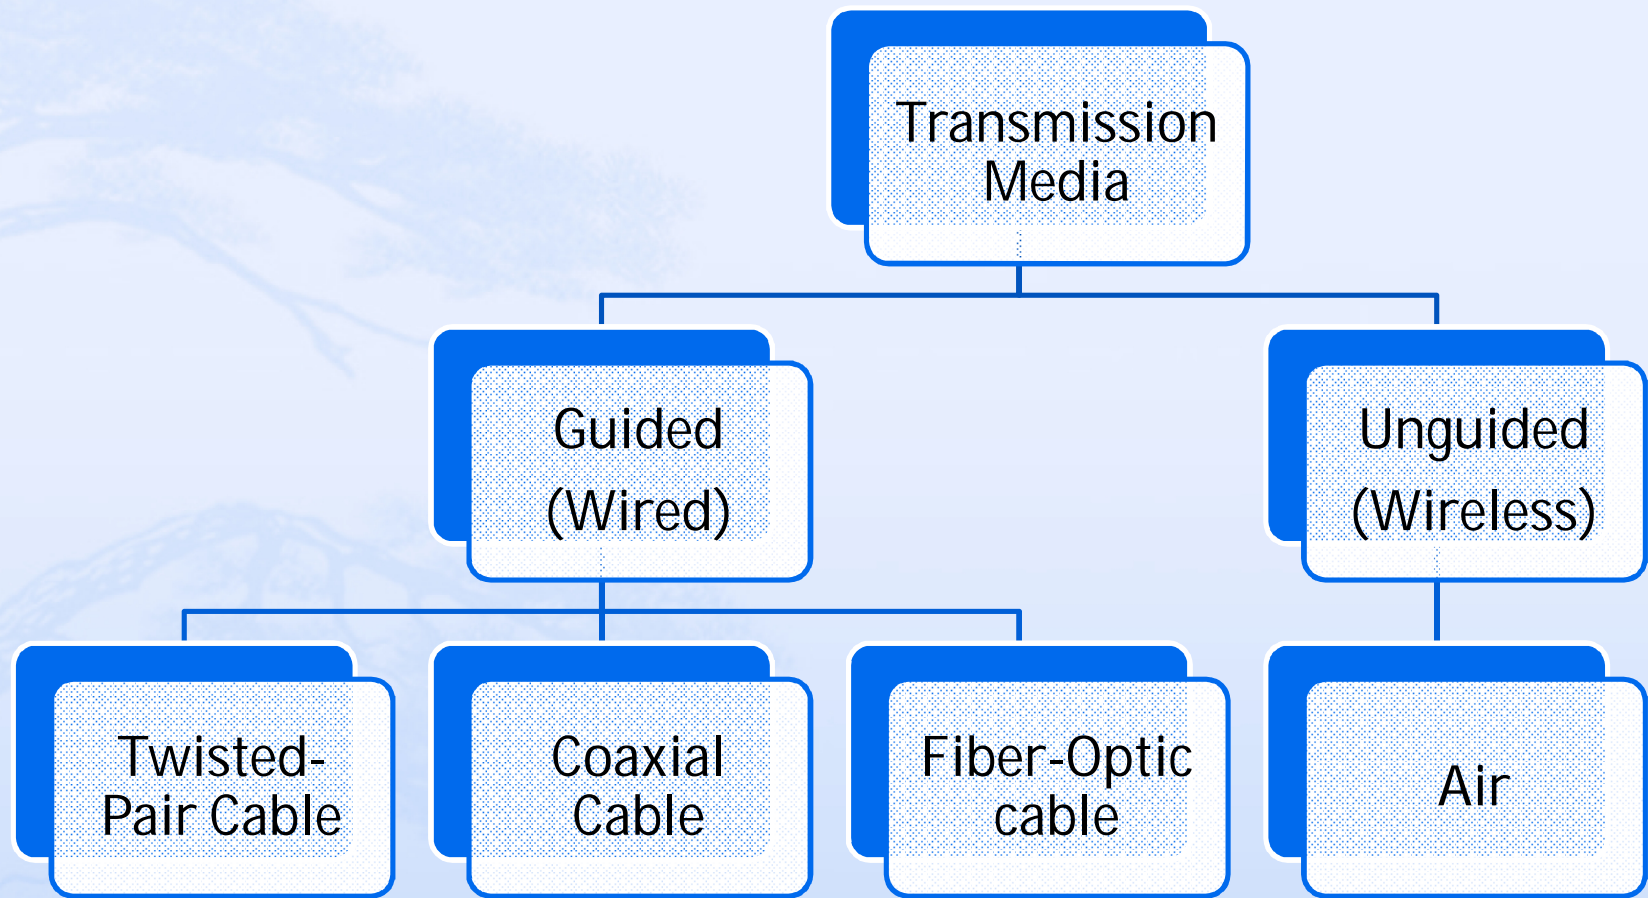 Transmission
Media
Guided
(Wired)
Unguided
(Wireless)
Twisted-
Pair Cable
Coaxial
Cable
Fiber-Optic
cable
Air